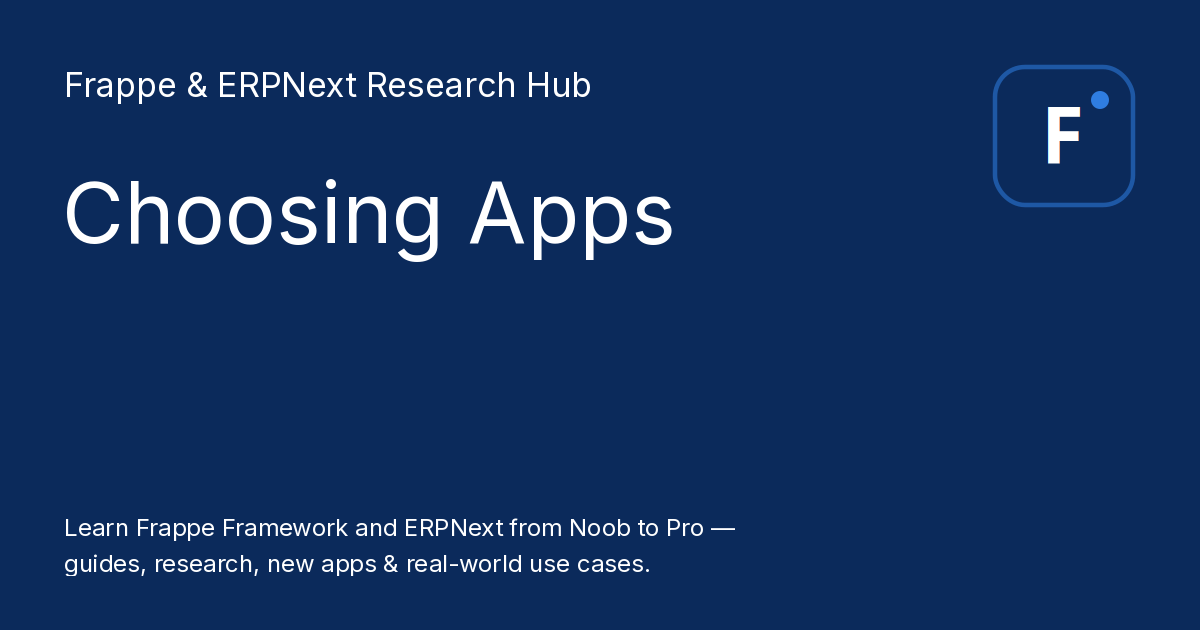 Frappe & ERPNext Research Hub
F
Choosing Apps
Learn Frappe Framework and ERPNext from Noob to Pro —
guides, research, new apps & real-world use cases.